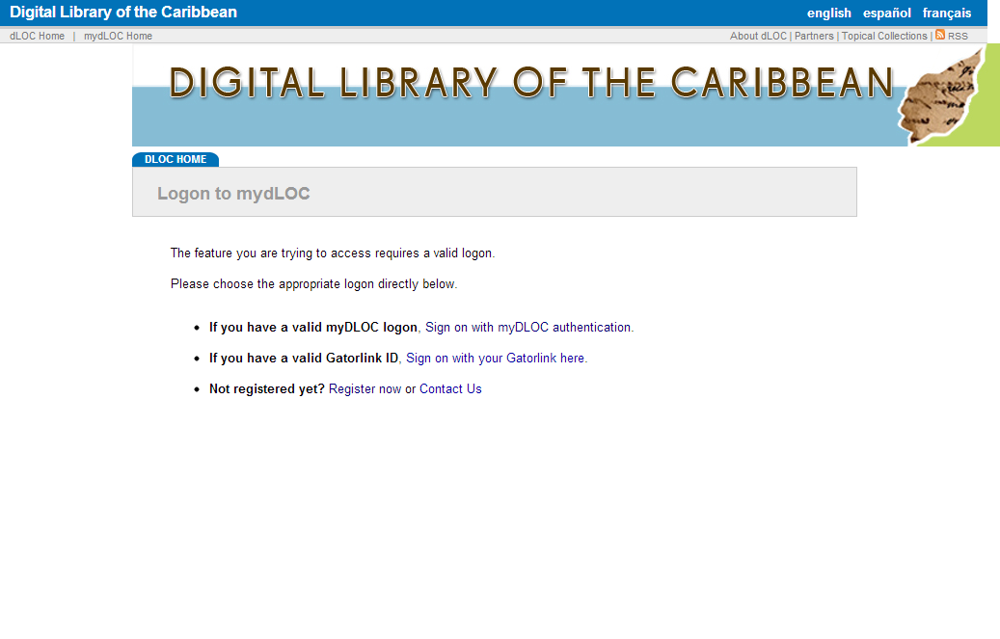 Digital Library of the Caribbean
english español français
dLOC Home | mydLOC Home
About dLOC | Partners | Topical Collections | RSS
DIGITAL LIBRARY OF THE CARIBBEAN
DLOC HOME
Logon to mydLOC
The feature you are trying to access requires a valid logon.
Please choose the appropriate logon directly below.
If you have a valid myDLOC logon, Sign on with myDLOC authentication.
If you have a valid Gatorlink ID, Sign on with your Gatorlink here.
Not registered yet? Register now or Contact Us